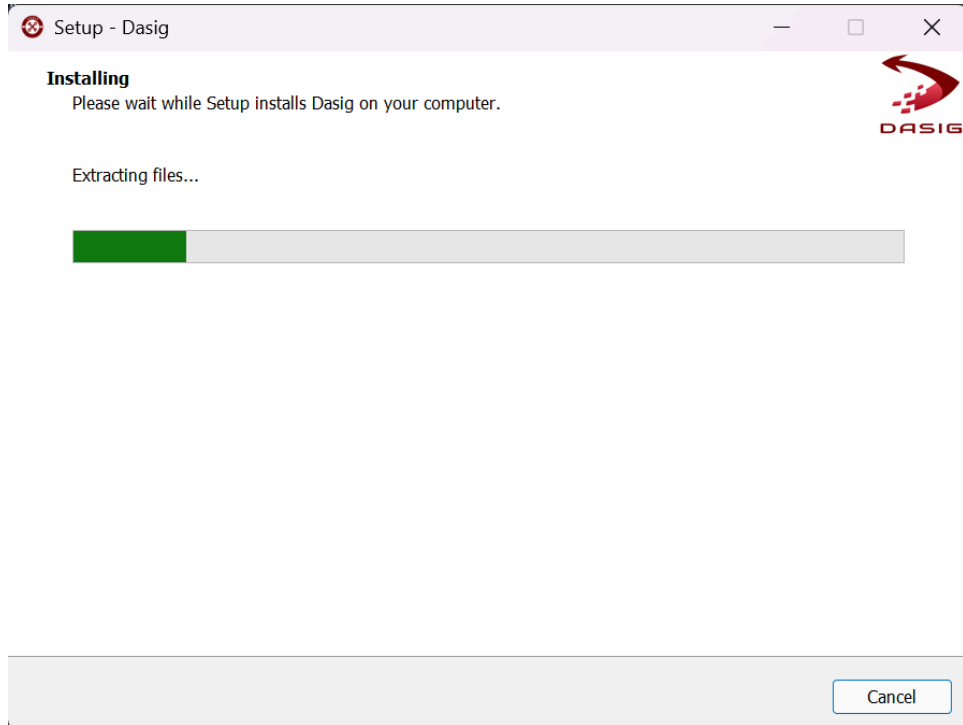 Setup - Dasig
Installing
Please wait while Setup installs Dasig on your computer.
DASIG
Extracting files...
Cancel